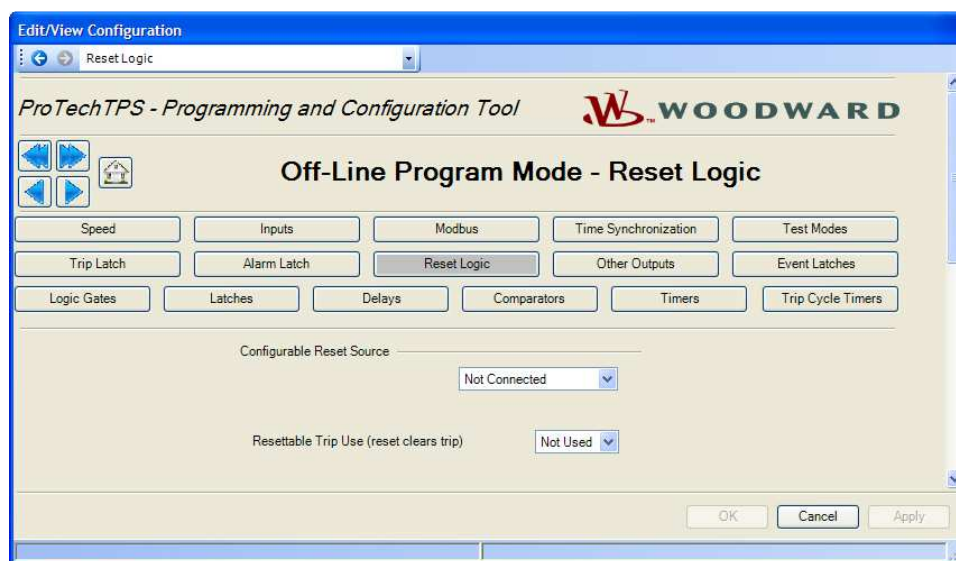 Edit/View Configuration
Reset Logic
ProTechTPS - Programming and Configuration Tool
WOODWARD
Off-Line Program Mode - Reset Logic
Speed Inputs Modbus Time Synchronization Test Modes
Trip Latch Alarm Latch Reset Logic Other Outputs Event Latches
Logic Gates Latches Delays Comparators Timers Trip Cycle Timers
Configurable Reset Source
Not Connected
Resettable Trip Use (reset clears trip) Not Used
OK Cancel Apply